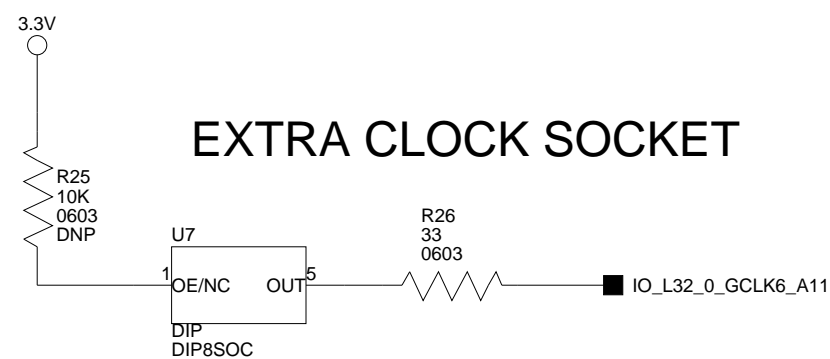 3.3V
EXTRA CLOCK SOCKET
R25
10K
0603
DNP
U7
R26
33
0603
1
OE/NC
OUT
5
IO_L32_0_GCLK6_A11
DIP
DIP8SOC